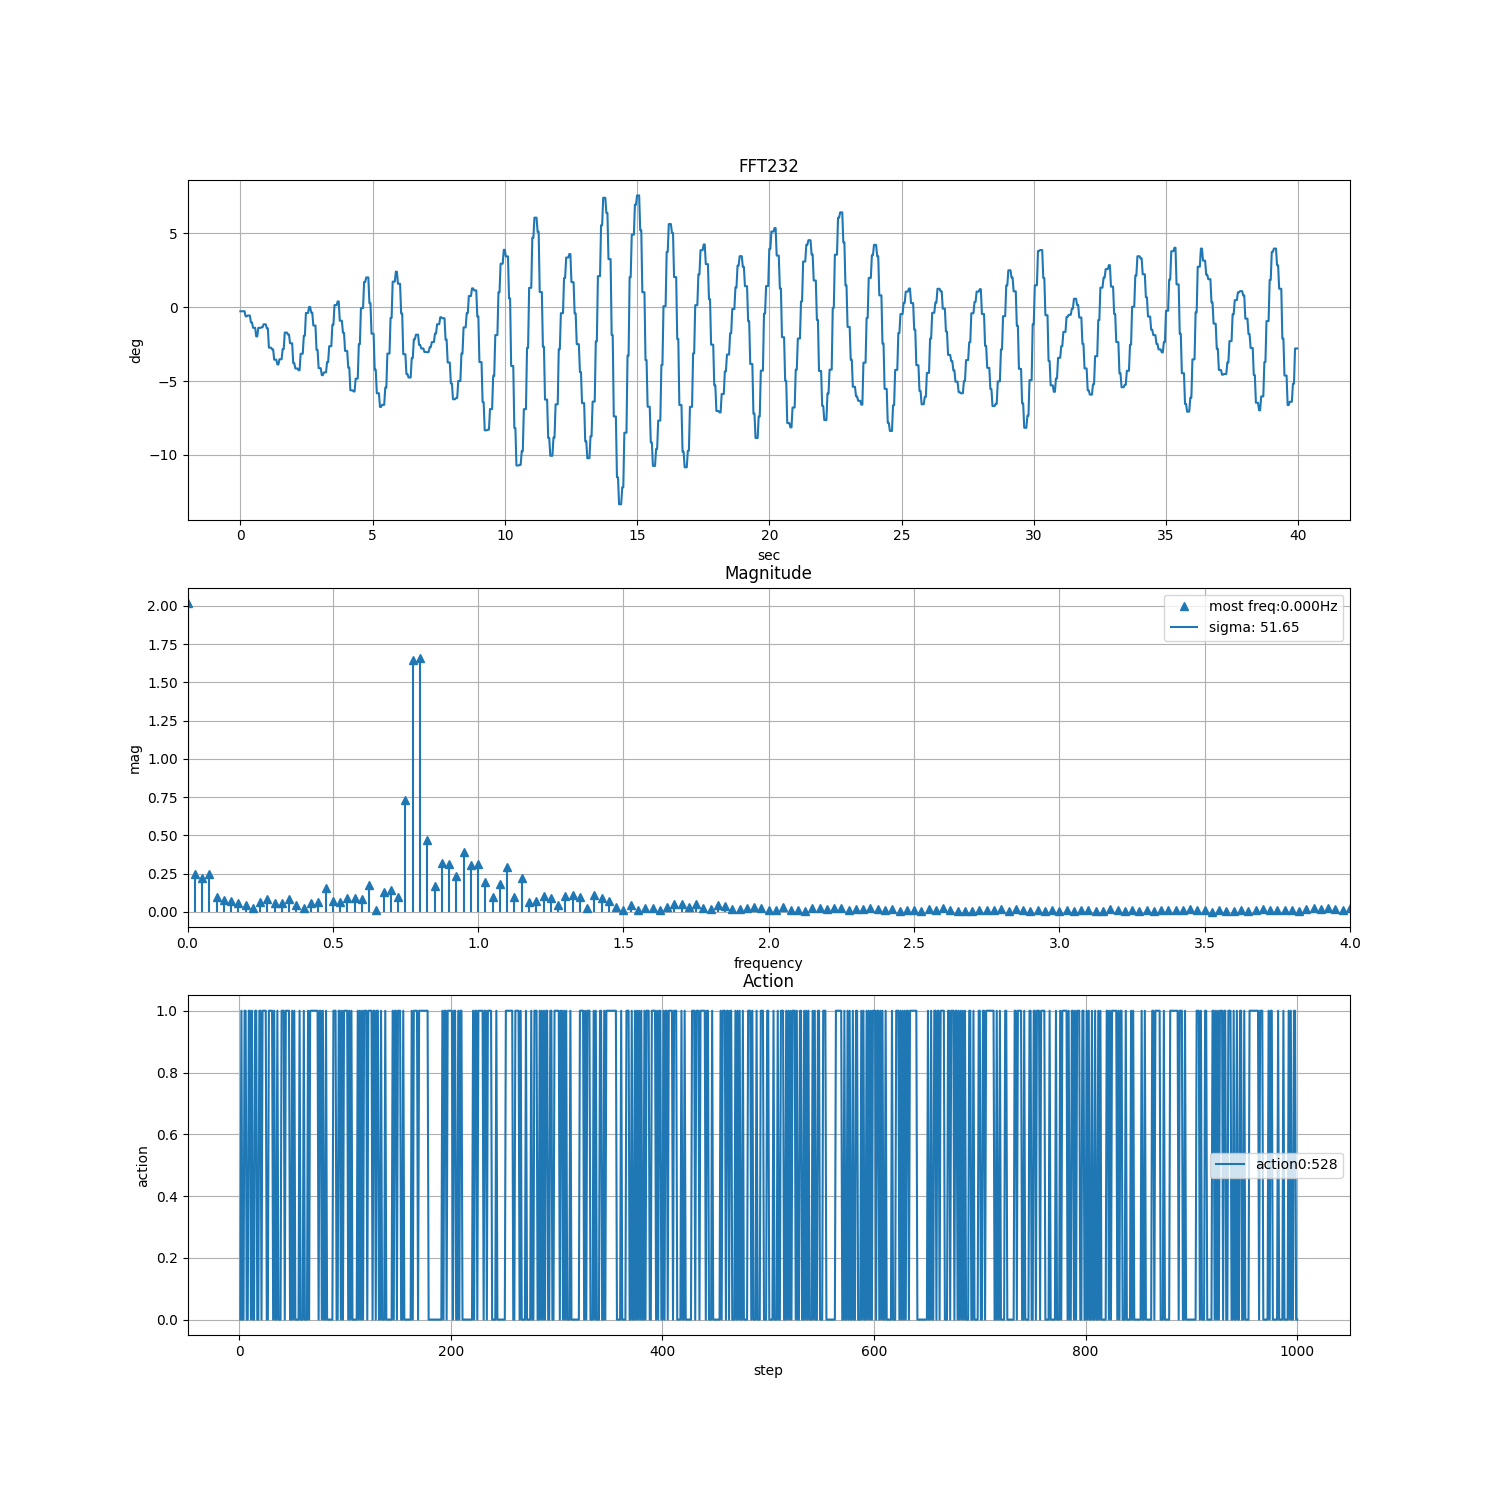 FFT232
5
0
−5
−10
deg
0 5 10 15 20 25 30 35 40
sec
Magnitude
2.00
1.75
1.50
1.25
1.00
0.75
0.50
0.25
0.00
mag
most freq:0.000Hz
sigma: 51.65
0.0 0.5 1.0 1.5 2.0 2.5 3.0 3.5 4.0
frequency
Action
1.0
0.8
0.6
0.4
0.2
0.0
action
action0:528
0 200 400 600 800 1000
step